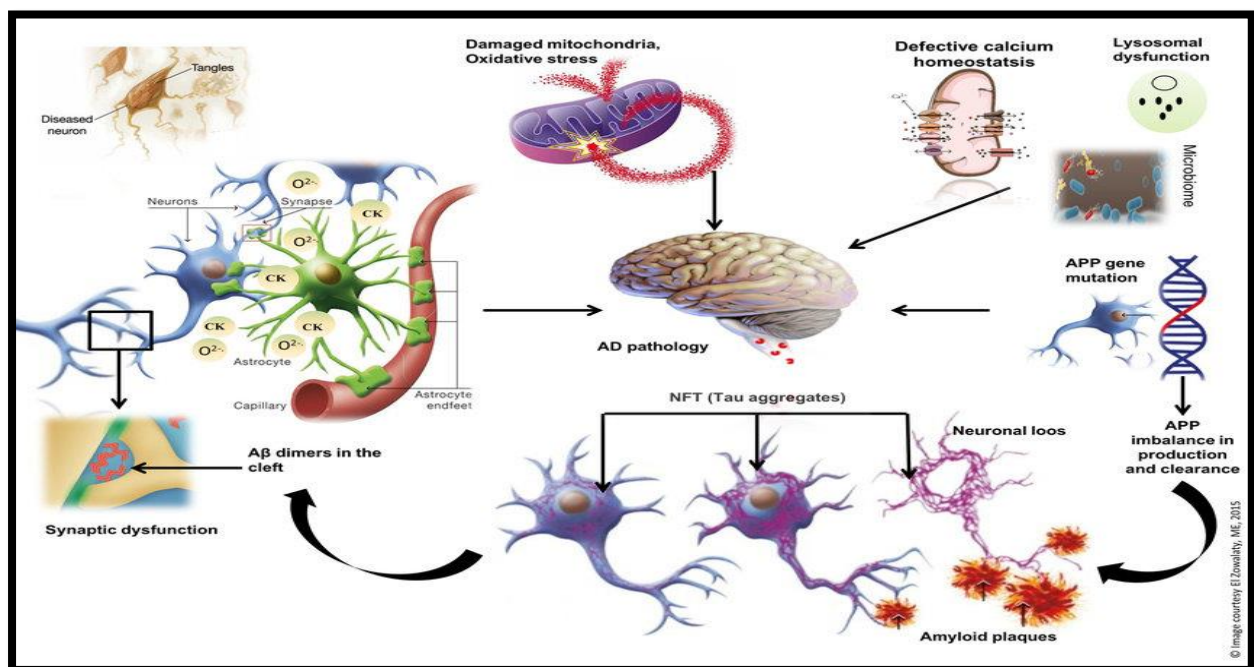 Tangles
Diseased
neuron
Damaged mitochondria,
Oxidative stress
Defective calcium
homeostatsis
Lysosomal
dysfunction
Microbiome
Neurons
Synapse
O²⁻·
CK
O²⁻·
CK
CK
O²⁻·
O²⁻·
Astrocyte
Capillary
Astrocyte
endfeet
AD pathology
APP gene
mutation
APP
imbalance in
production
and clearance
NFT (Tau aggregates)
Neuronal loos
Aβ dimers in the
cleft
Synaptic dysfunction
Amyloid plaques
© Image courtesy El Zowalaty, ME, 2015